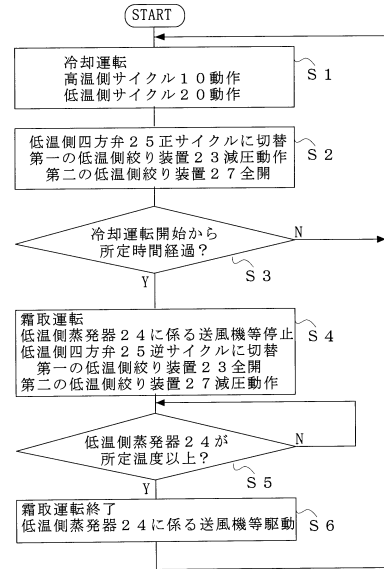 START
冷却運転
高温側サイクル１０動作
低温側サイクル２０動作
Ｓ１
低温側四方弁２５正サイクルに切替
第一の低温側絞り装置２３減圧動作
第二の低温側絞り装置２７全開
Ｓ２
冷却運転開始から
所定時間経過？
N
Ｓ３
Y
霜取運転
低温側蒸発器２４に係る送風機等停止
低温側四方弁２５逆サイクルに切替
第一の低温側絞り装置２３全開
第二の低温側絞り装置２７減圧動作
Ｓ４
低温側蒸発器２４が
所定温度以上？
N
Ｓ５
Y
霜取運転終了
低温側蒸発器２４に係る送風機等駆動
Ｓ６